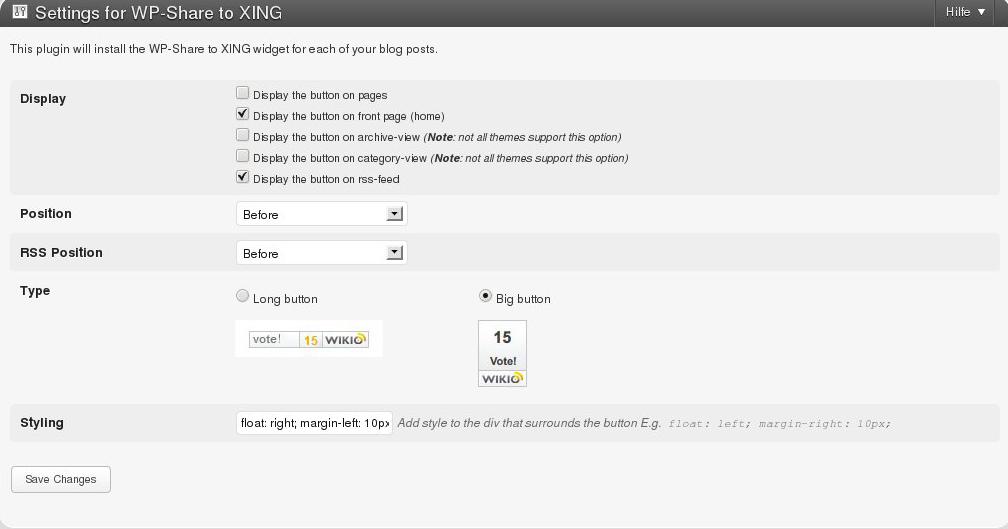 Settings for WP-Share to XING
Hilfe
This plugin will install the WP-Share to XING widget for each of your blog posts.
Display
Display the button on pages
Display the button on front page (home)
Display the button on archive-view (Note: not all themes support this option)
Display the button on category-view (Note: not all themes support this option)
Display the button on rss-feed
Position
Before
RSS Position
Before
Type
Long button
Big button
vote! 15 WIKIO
15
Vote!
WIKIO
Styling
float: right; margin-left: 10px Add style to the div that surrounds the button E.g. float: left; margin-right: 10px;
Save Changes